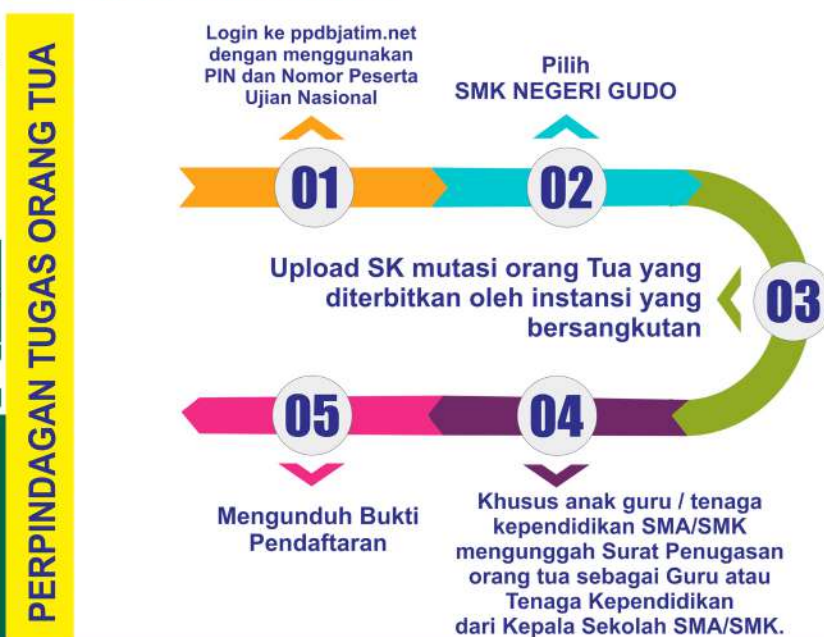 PERPINDAGAN TUGAS ORANG TUA
Login ke ppdbjatim.net
dengan menggunakan
PIN dan Nomor Peserta
Ujian Nasional
01
Pilih
SMK NEGERI GUDO
02
Upload SK mutasi orang Tua yang
diterbitkan oleh instansi yang
bersangkutan
03
04
Khusus anak guru / tenaga
kependidikan SMA/SMK
mengunggah Surat Penugasan
orang tua sebagai Guru atau
Tenaga Kependidikan
dari Kepala Sekolah SMA/SMK.
05
Mengunduh Bukti
Pendaftaran